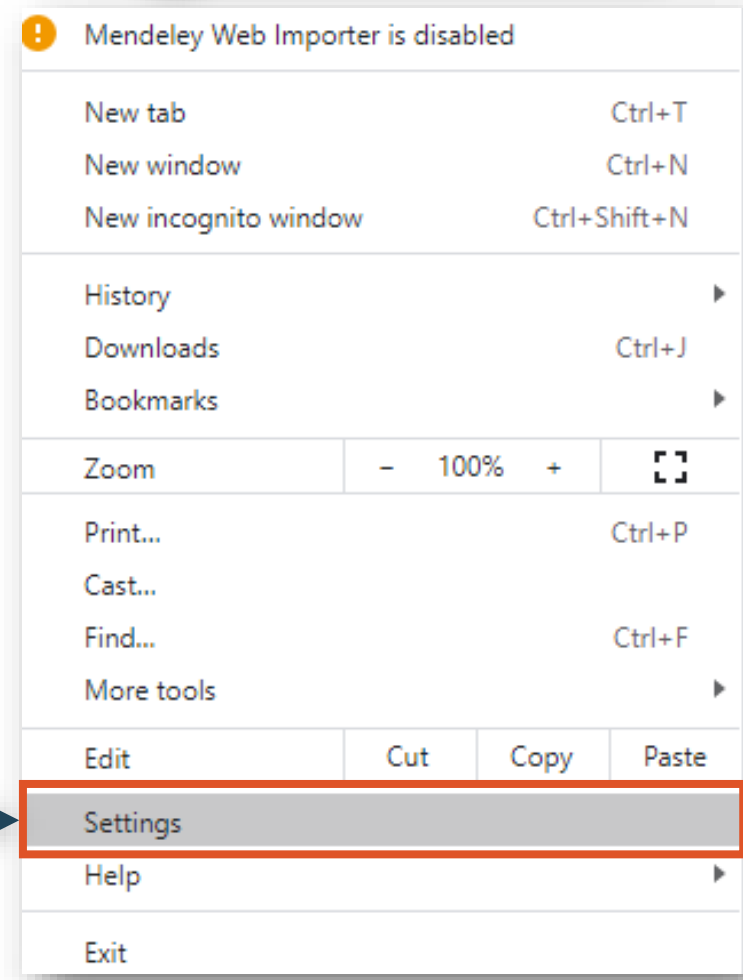 Mendeley Web Importer is disabled
New tab Ctrl+T
New window Ctrl+N
New incognito window Ctrl+Shift+N
History
Downloads Ctrl+J
Bookmarks
Zoom - 100% +
Print... Ctrl+P
Cast...
Find... Ctrl+F
More tools
Edit Cut Copy Paste
Settings
Help
Exit